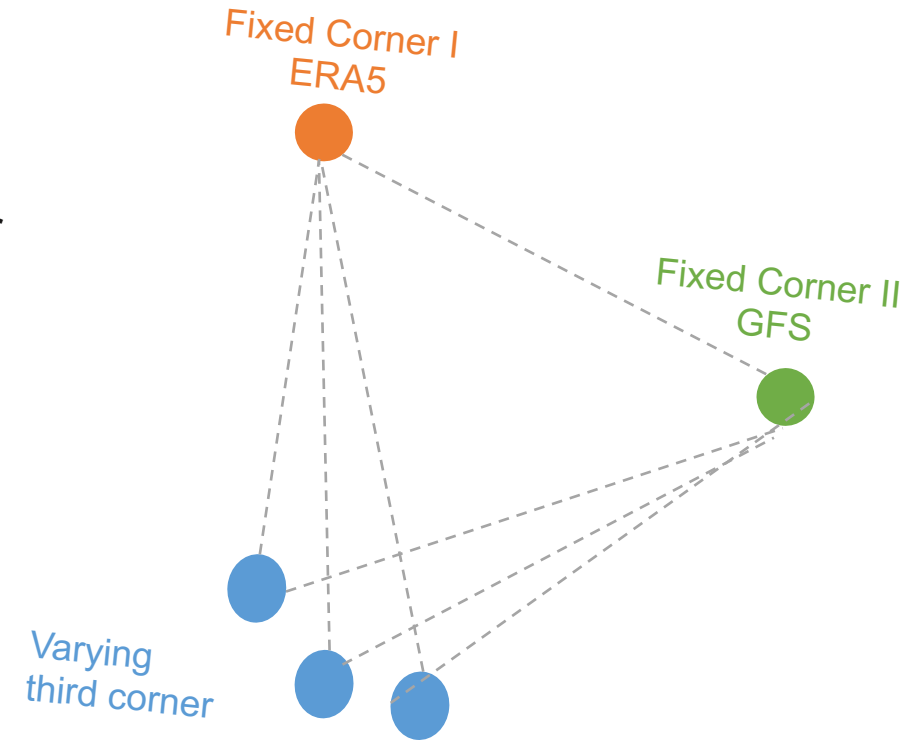 Fixed Corner I
ERA5
Fixed Corner II
GFS
Varying
third corner